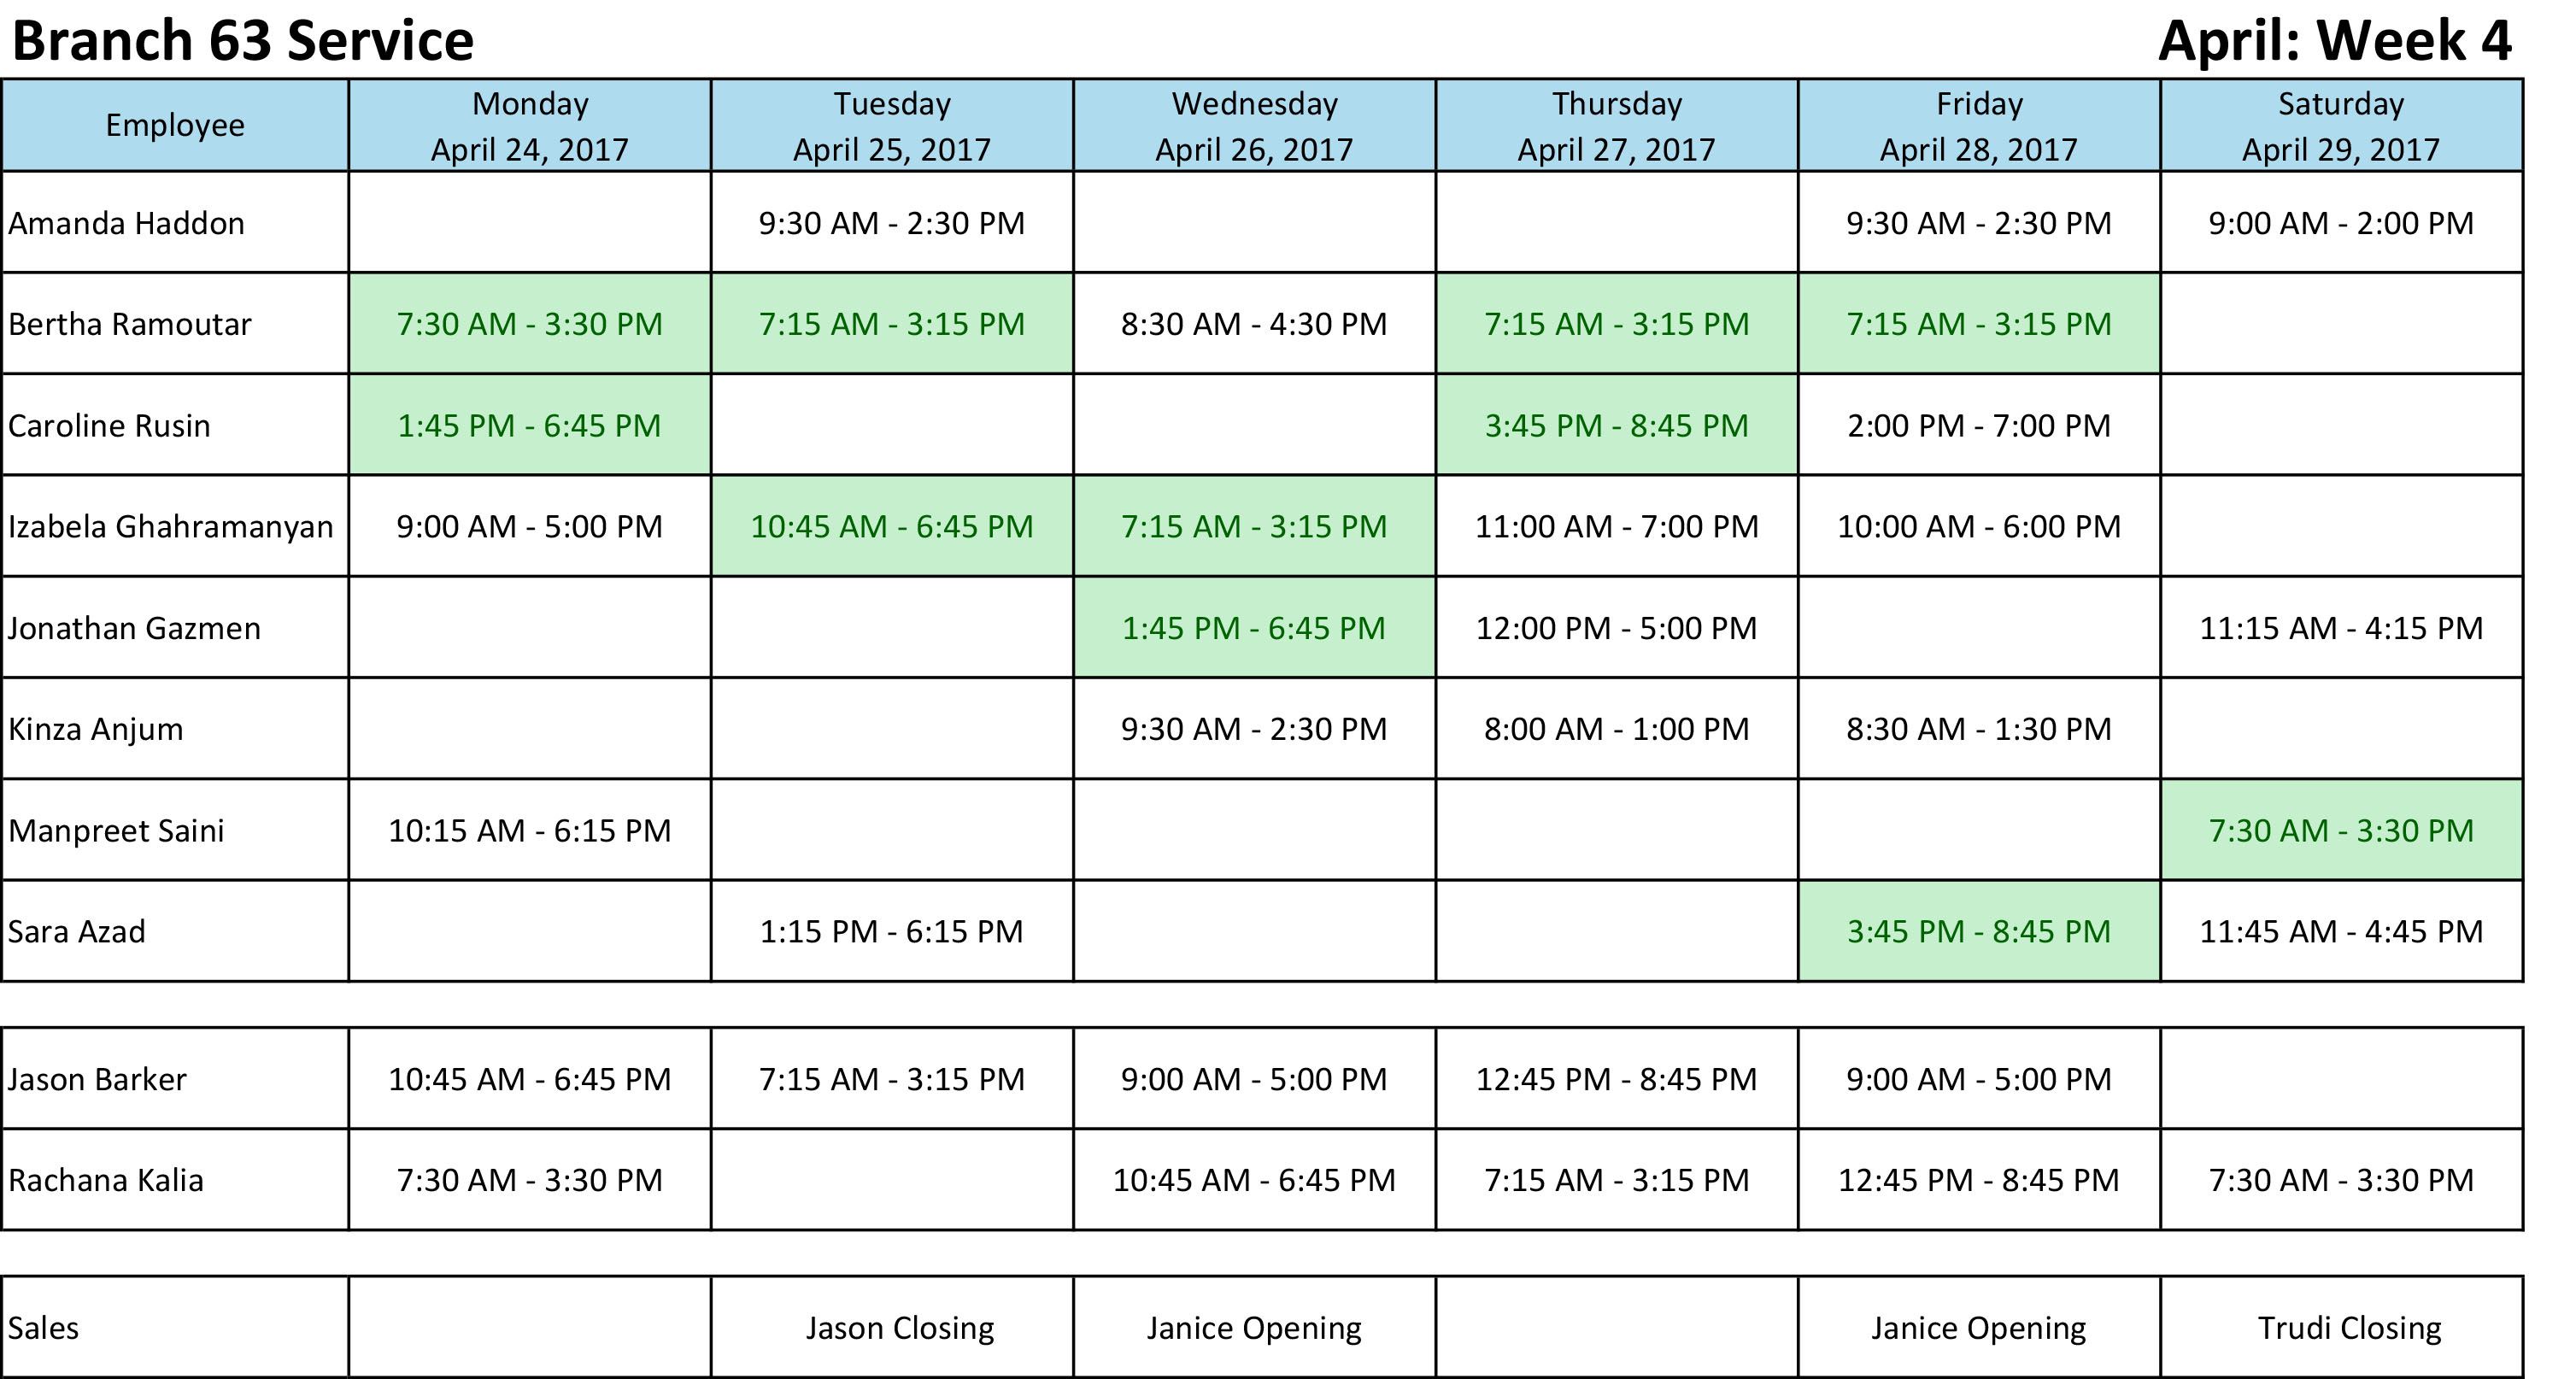 Branch 63 Service April: Week 4
Employee Monday Tuesday Wednesday Thursday Friday Saturday
April 24, 2017 April 25, 2017 April 26, 2017 April 27, 2017 April 28, 2017 April 29, 2017
Amanda Haddon 9:30 AM - 2:30 PM 9:30 AM - 2:30 PM 9:00 AM - 2:00 PM
Bertha Ramoutar 7:30 AM - 3:30 PM 7:15 AM - 3:15 PM 8:30 AM - 4:30 PM 7:15 AM - 3:15 PM 7:15 AM - 3:15 PM
Caroline Rusin 1:45 PM - 6:45 PM 3:45 PM - 8:45 PM 2:00 PM - 7:00 PM
Izabela Ghahramanyan 9:00 AM - 5:00 PM 10:45 AM - 6:45 PM 7:15 AM - 3:15 PM 11:00 AM - 7:00 PM 10:00 AM - 6:00 PM
Jonathan Gazmen 1:45 PM - 6:45 PM 12:00 PM - 5:00 PM 11:15 AM - 4:15 PM
Kinza Anjum 9:30 AM - 2:30 PM 8:00 AM - 1:00 PM 8:30 AM - 1:30 PM
Manpreet Saini 10:15 AM - 6:15 PM 7:30 AM - 3:30 PM
Sara Azad 1:15 PM - 6:15 PM 3:45 PM - 8:45 PM 11:45 AM - 4:45 PM
Jason Barker 10:45 AM - 6:45 PM 7:15 AM - 3:15 PM 9:00 AM - 5:00 PM 12:45 PM - 8:45 PM 9:00 AM - 5:00 PM
Rachana Kalia 7:30 AM - 3:30 PM 10:45 AM - 6:45 PM 7:15 AM - 3:15 PM 12:45 PM - 8:45 PM 7:30 AM - 3:30 PM
Sales Jason Closing Janice Opening Janice Opening Trudi Closing